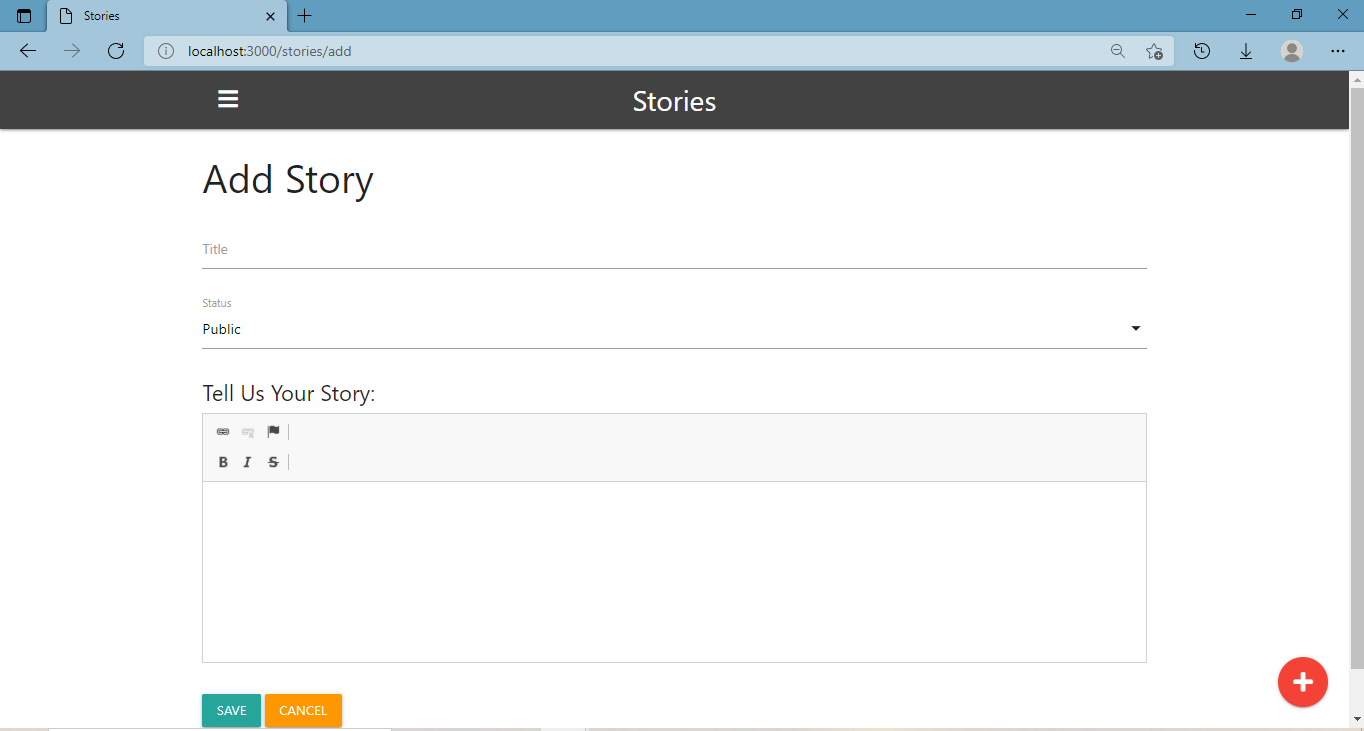 Stories
localhost:3000/stories/add
Stories
Add Story
Title
Status
Public
Tell Us Your Story:
B I S
SAVE CANCEL